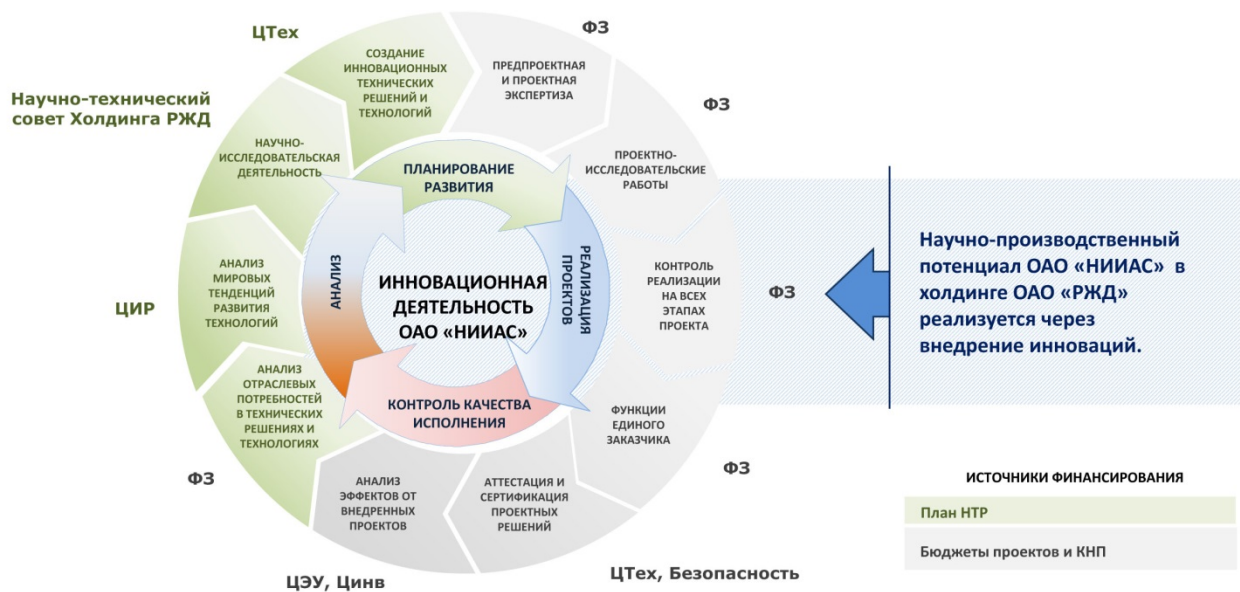 ЦТех
ФЗ
СОЗДАНИЕ
ИННОВАЦИОННЫХ
ТЕХНИЧЕСКИХ
РЕШЕНИЙ И
ТЕХНОЛОГИЙ
ПРЕДПРОЕКТНАЯ
И ПРОЕКТНАЯ
ЭКСПЕРТИЗА
Научно-технический
совет Холдинга РЖД
ФЗ
НАУЧНО-
ИССЛЕДОВАТЕЛЬСКАЯ
ДЕЯТЕЛЬНОСТЬ
ПРОЕКТНО-
ИССЛЕДОВАТЕЛЬСКИЕ
РАБОТЫ
ПЛАНИРОВАНИЕ
РАЗВИТИЯ
АНАЛИЗ
ИННОВАЦИОННАЯ
ДЕЯТЕЛЬНОСТЬ
ОАО «НИИАС»
РЕАЛИЗАЦИЯ
ПРОЕКТОВ
КОНТРОЛЬ КАЧЕСТВА
ИСПОЛНЕНИЯ
ЦИР
АНАЛИЗ
МИРОВЫХ
ТЕНДЕНЦИЙ
РАЗВИТИЯ
ТЕХНОЛОГИЙ
КОНТРОЛЬ
РЕАЛИЗАЦИИ
НА ВСЕХ
ЭТАПАХ
ПРОЕКТА
ФЗ
Научно-производственный
потенциал ОАО «НИИАС» в
холдинге ОАО «РЖД»
реализуется через
внедрение инноваций.
АНАЛИЗ
ОТРАСЛЕВЫХ
ПОТРЕБНОСТЕЙ
В ТЕХНИЧЕСКИХ
РЕШЕНИЯХ И
ТЕХНОЛОГИЯХ
ФЗ
ФУНКЦИИ
ЕДИНОГО
ЗАКАЗЧИКА
ФЗ
АНАЛИЗ
ЭФФЕКТОВ ОТ
ВНЕДРЕННЫХ
ПРОЕКТОВ
АТТЕСТАЦИЯ И
СЕРТИФИКАЦИЯ
ПРОЕКТНЫХ
РЕШЕНИЙ
ЦЭУ, Цинв
ЦТех, Безопасность
ИСТОЧНИКИ ФИНАНСИРОВАНИЯ
План НТР
Бюджеты проектов и КНП